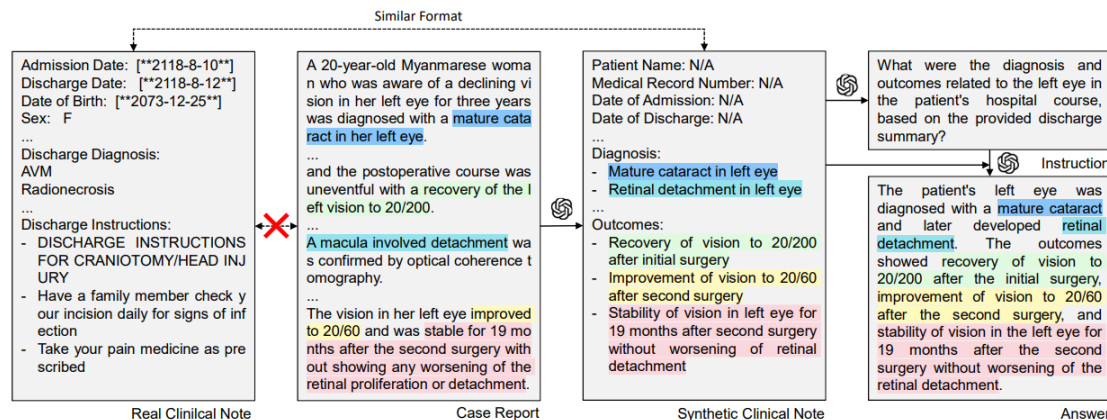 Similar Format
Admission Date: [**2118-8-10**]
Discharge Date: [**2118-8-12**]
Date of Birth: [**2073-12-25**]
Sex: F
...
Discharge Diagnosis:
AVM
Radionecrosis
...
Discharge Instructions:
- DISCHARGE INSTRUCTIONS
FOR CRANIOTOMY/HEAD INJ
URY
- Have a family member check y
our incision daily for signs of inf
ection
- Take your pain medicine as pre
scribed
Real Clinilcal Note
A 20-year-old Myanmarese woma
n who was aware of a declining vi
sion in her left eye for three years
was diagnosed with a mature cata
ract in her left eye.
...
and the postoperative course was
uneventful with a recovery of the l
eft vision to 20/200.
...
A macula involved detachment wa
s confirmed by optical coherence t
omography.
...
The vision in her left eye improved
to 20/60 and was stable for 19 mo
nths after the second surgery with
out showing any worsening of the
retinal proliferation or detachment.
Case Report
Patient Name: N/A
Medical Record Number: N/A
Date of Admission: N/A
Date of Discharge: N/A
...
Diagnosis:
- Mature cataract in left eye
- Retinal detachment in left eye
...
Outcomes:
- Recovery of vision to 20/200
after initial surgery
- Improvement of vision to 20/60
after second surgery
- Stability of vision in left eye for
19 months after second surgery
without worsening of retinal
detachment
Synthetic Clinical Note
What were the diagnosis and
outcomes related to the left eye in
the patient's hospital course,
based on the provided discharge
summary?
Instruction
The patient's left eye was
diagnosed with a mature cataract
and later developed retinal
detachment. The outcomes
showed recovery of vision to
20/200 after the initial surgery,
improvement of vision to 20/60
after the second surgery, and
stability of vision in the left eye for
19 months after the second
surgery without worsening of the
retinal detachment.
Answer